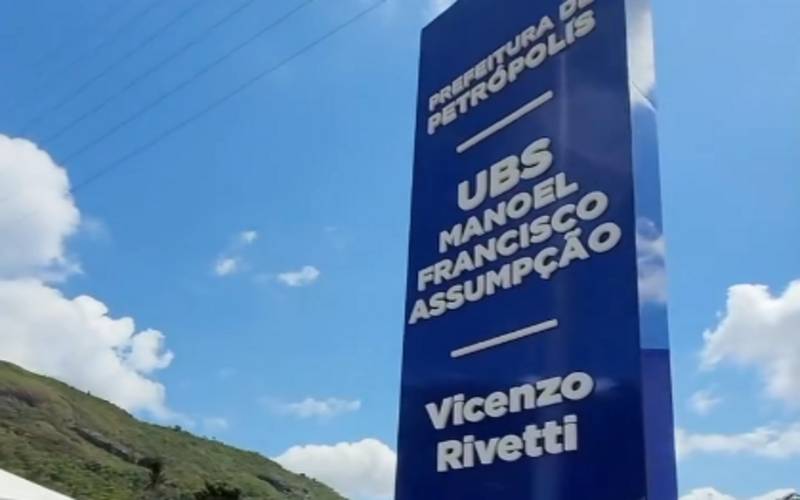 PREFEITURA DE
PETRÓPOLIS
UBS
MANOEL
FRANCISCO
ASSUMPÇÃO
Vicenzo
Rivetti